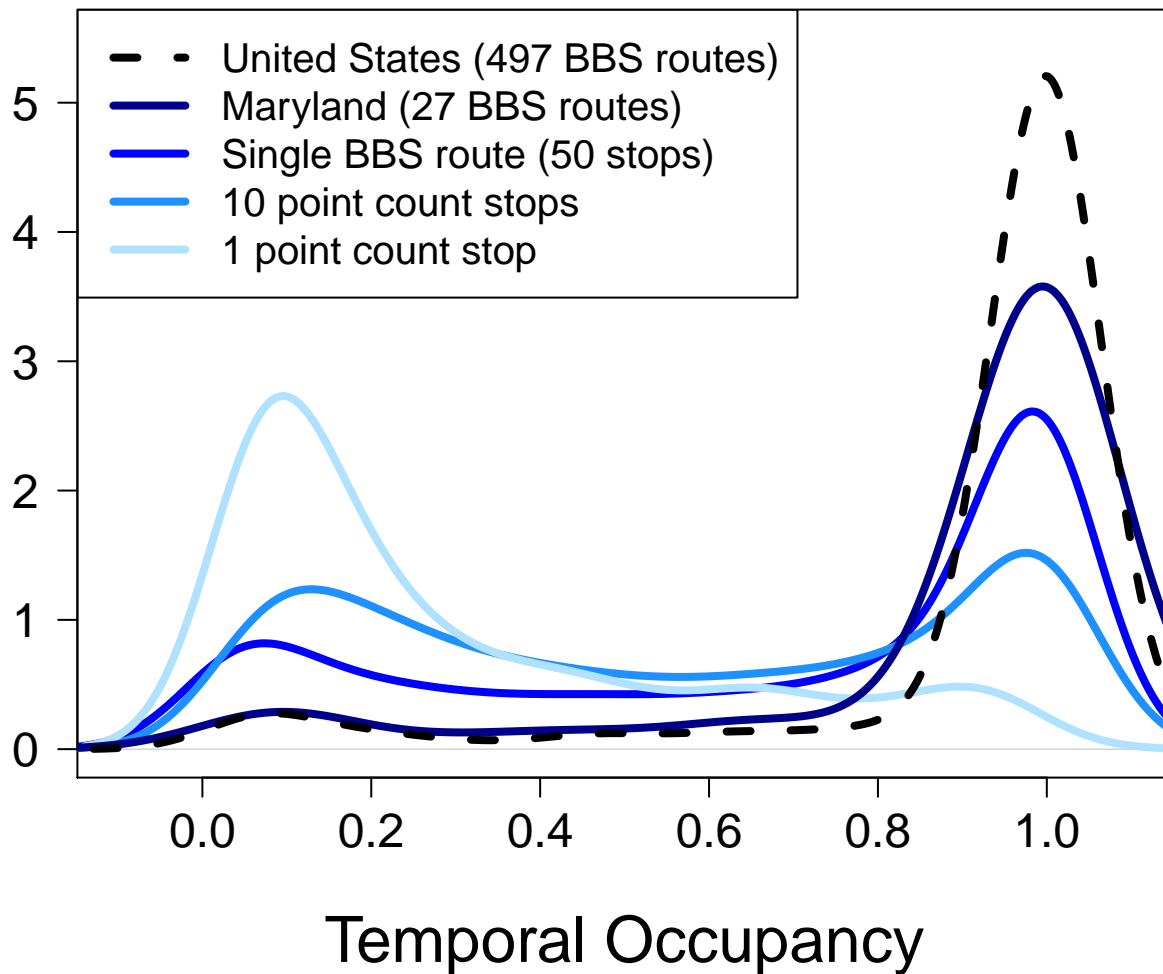 United States (497 BBS routes)
Maryland (27 BBS routes)
Single BBS route (50 stops)
10 point count stops
1 point count stop
5
4
3
2
1
0
0.0 0.2 0.4 0.6 0.8 1.0
Temporal Occupancy